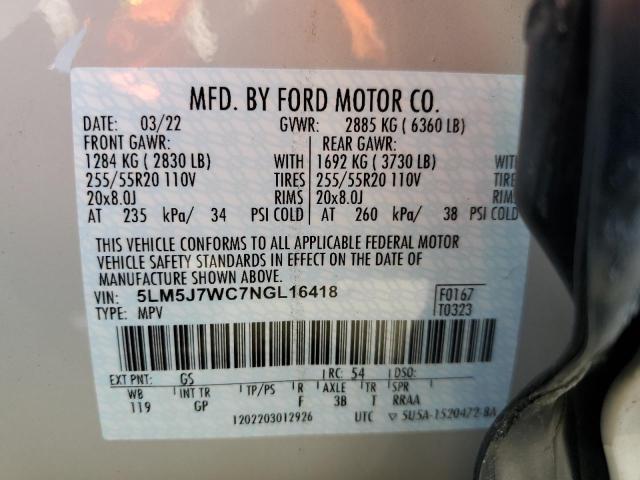 MFD. BY FORD MOTOR CO.
DATE: 03/22 GVWR: 2885 KG ( 6360 LB)
FRONT GAWR: REAR GAWR:
1284 KG ( 2830 LB) WITH 1692 KG ( 3730 LB) WITH
255/55R20 110V TIRES 255/55R20 110V TIRES
20x8.0J RIMS 20x8.0J RIMS
AT 235 kPa/ 34 PSI COLD AT 260 kPa/ 38 PSI COLD
THIS VEHICLE CONFORMS TO ALL APPLICABLE FEDERAL MOTOR
VEHICLE SAFETY STANDARDS IN EFFECT ON THE DATE OF
MANUFACTURE SHOWN ABOVE.
VIN: 5LM5J7WC7NGL16418 F0167
TYPE: MPV T0323
EXT PNT: GS RC: 54 DSO:
WB INT TR TP/PS R AXLE TR SPR
119 GP F 3B T RRAA
1202203012926 UTC ▽ 5U5A-1520472-BA